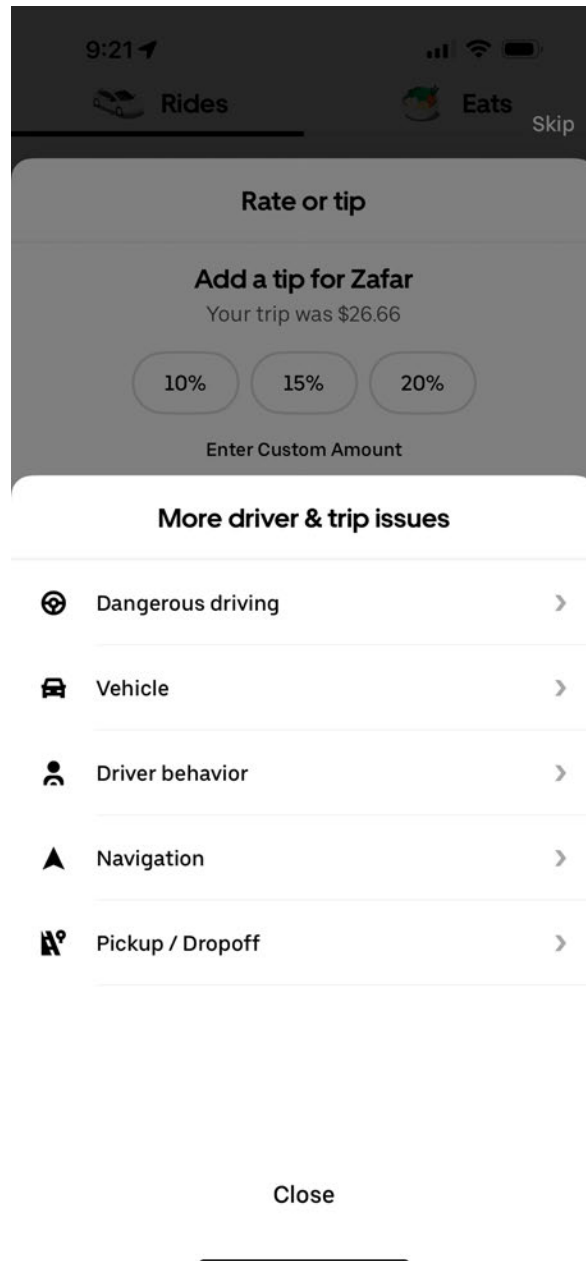 9:21
Rides
Eats
Skip
Rate or tip
Add a tip for Zafar
Your trip was $26.66
10% 15% 20%
Enter Custom Amount
More driver & trip issues
Dangerous driving
Vehicle
Driver behavior
Navigation
Pickup / Dropoff
Close